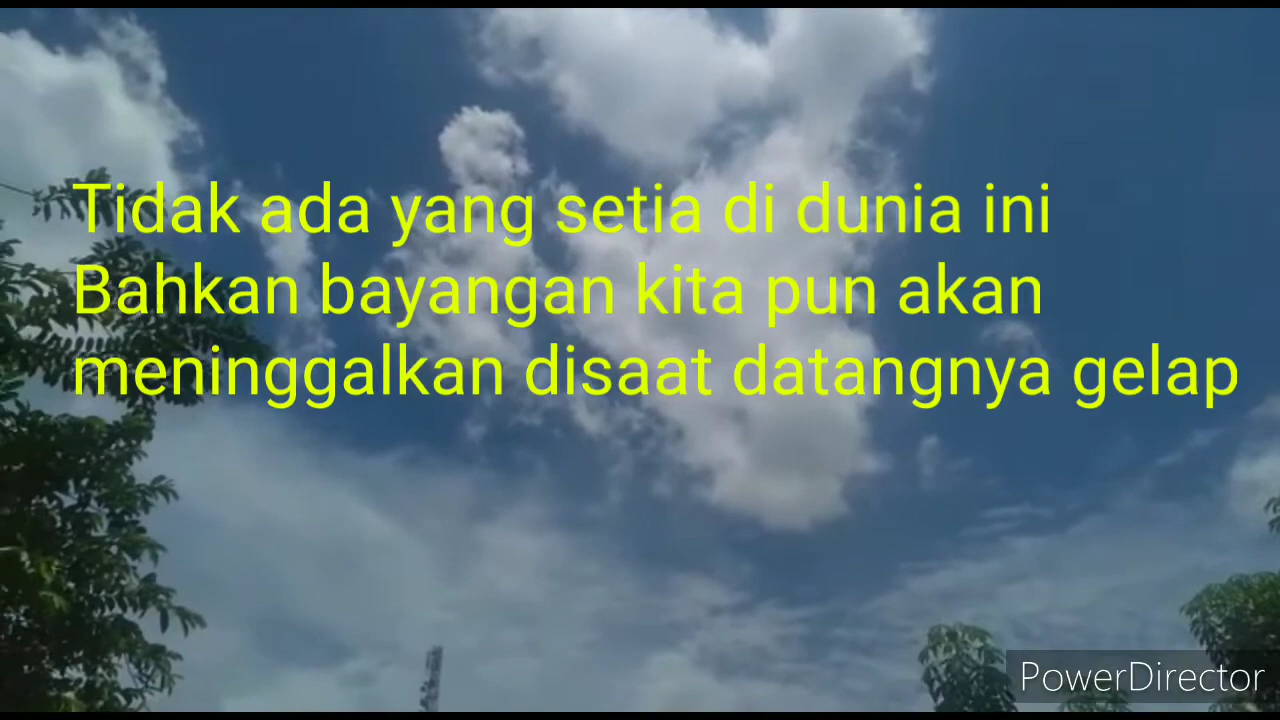 Tidak ada yang setia di dunia ini
Bahkan bayangan kita pun akan
meninggalkan disaat datangnya gelap
PowerDirector